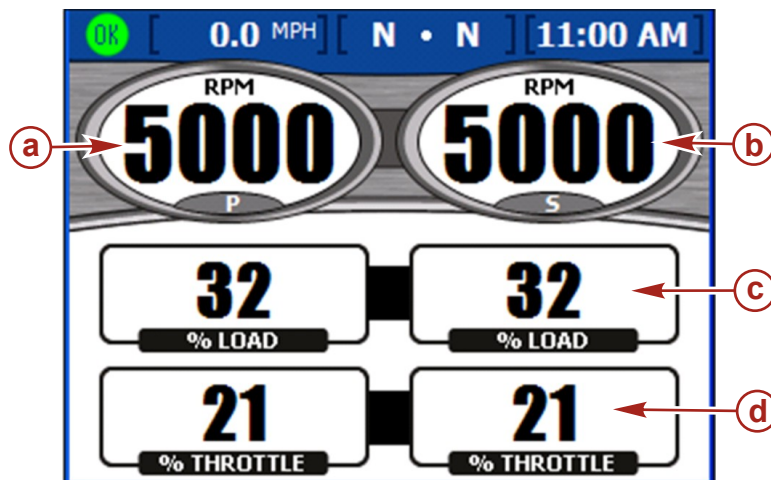 OK [ 0.0 MPH ] [ N • N ] [ 11:00 AM ]
RPM RPM
a 5000 5000 b
P S
32 32 c
% LOAD % LOAD
21 21 d
% THROTTLE % THROTTLE